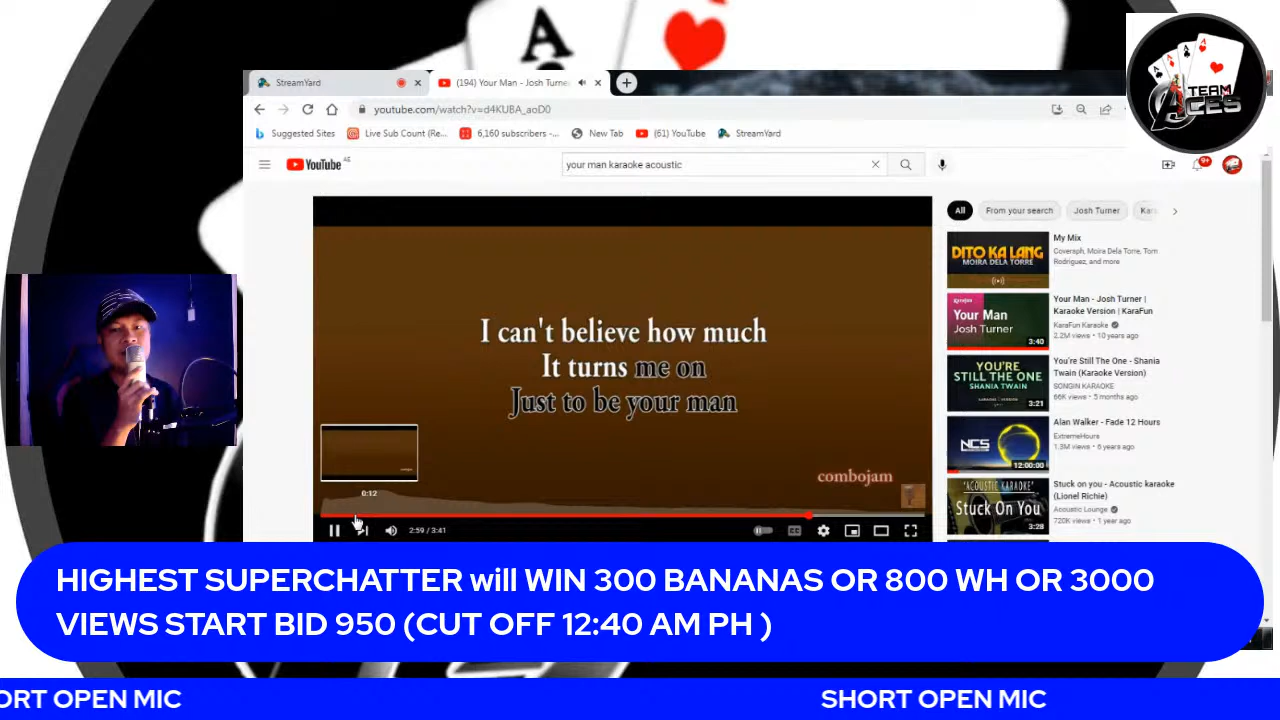 A
StreamYard
(194) Your Man - Josh Turne
youtube.com/watch?v=d4KUBA_aoD0
Suggested Sites
Live Sub Count (Re...
6,160 subscribers -...
New Tab
(61) YouTube
StreamYard
TEAM
ACES
YouTube AE
your man karaoke acoustic
9+
All
From your search
Josh Turner
Kara
I can't believe how much
It turns me on
Just to be your man
combojam
0:12
2:59 / 3:41
DITO KA LANG
MOIRA DELA TORRE
My Mix
Coversph, Moira Dela Torre, Tom
Rodriguez, and more
Your Man
Josh Turner
3:40
Your Man - Josh Turner |
Karaoke Version | KaraFun
KaraFun Karaoke
2.2M views • 10 years ago
YOU'RE
STILL THE ONE
SHANIA TWAIN
3:21
You're Still The One - Shania
Twain (Karaoke Version)
SONGIN KARAOKE
66K views • 5 months ago
NCS
12:00:00
Alan Walker - Fade 12 Hours
ExtremeHours
1.3M views • 6 years ago
"ACOUSTIC KARAOKE"
Stuck On You
3:28
Stuck on you - Acoustic karaoke
(Lionel Richie)
Acoustic Lounge
720K views • 1 year ago
HIGHEST SUPERCHATTER will WIN 300 BANANAS OR 800 WH OR 3000
VIEWS START BID 950 (CUT OFF 12:40 AM PH )
ORT OPEN MIC
SHORT OPEN MIC